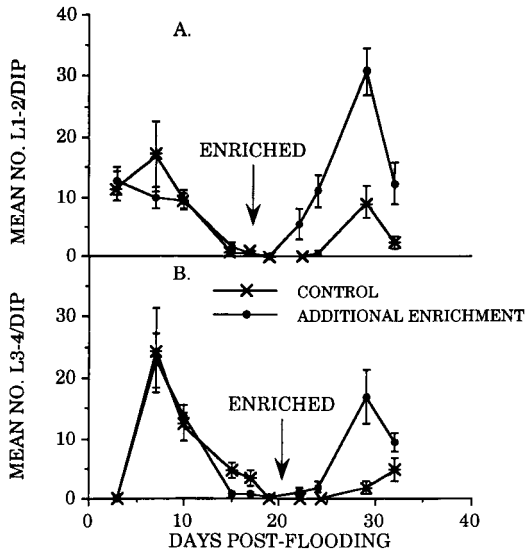 A.
MEAN NO. L1-2/DIP
40
30
20
10
0
ENRICHED
B.
MEAN NO. L3-4/DIP
30
20
10
0
CONTROL
ADDITIONAL ENRICHMENT
ENRICHED
0 10 20 30 40
DAYS POST-FLOODING